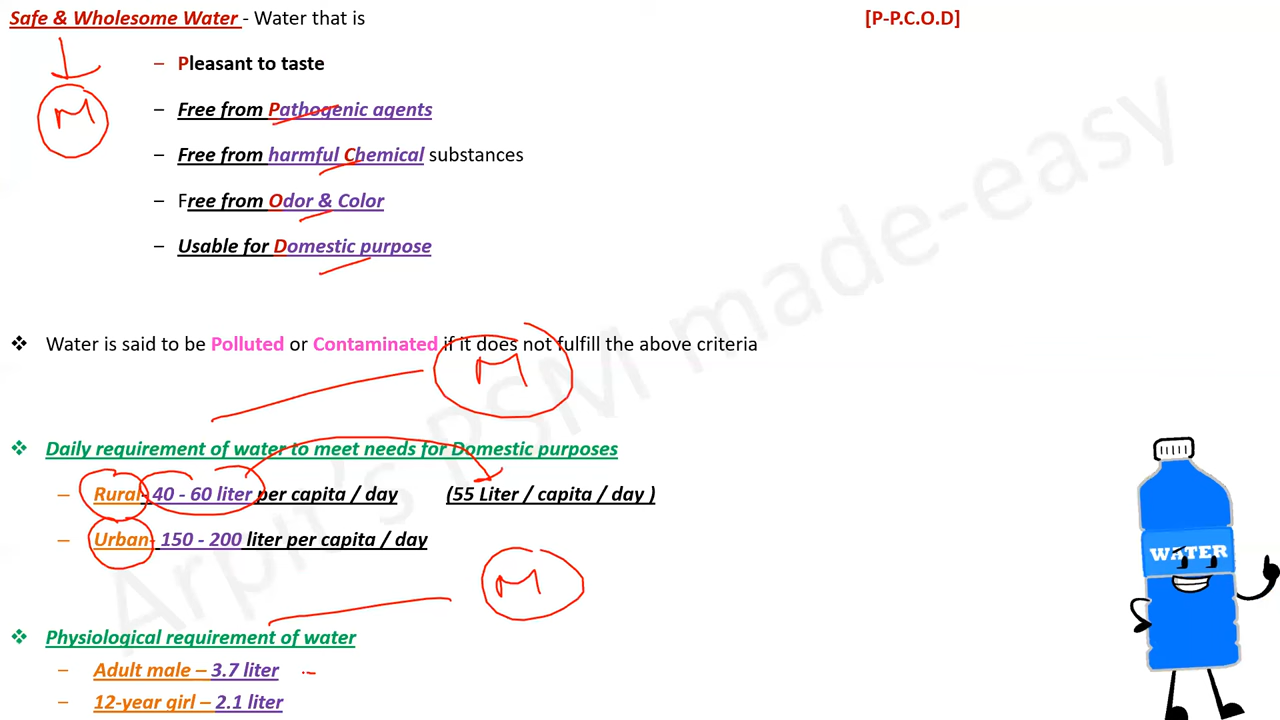 Safe & Wholesome Water - Water that is [P-P.C.O.D]
M
– Pleasant to taste
– Free from Pathogenic agents
– Free from harmful Chemical substances
– Free from Odor & Color
– Usable for Domestic purpose
❖ Water is said to be Polluted or Contaminated if it does not fulfill the above criteria
M
❖ Daily requirement of water to meet needs for Domestic purposes
– Rural- 40 - 60 liter per capita / day (55 Liter / capita / day )
– Urban- 150 - 200 liter per capita / day
M
❖ Physiological requirement of water
– Adult male – 3.7 liter
– 12-year girl – 2.1 liter
WATER
Arpit's PSM made-easy